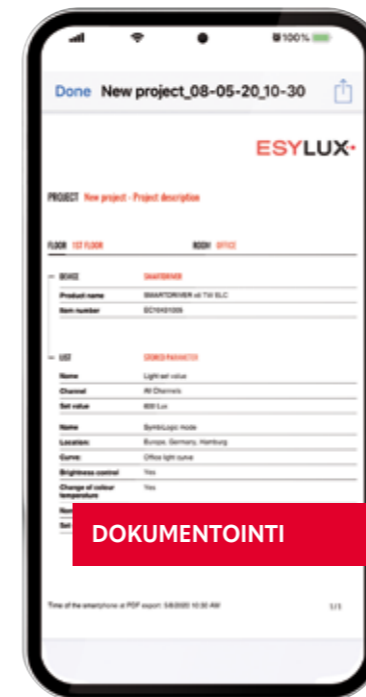 100%
Done New project_08-05-20_10-30
ESYLUX
PROJECT New project - Project description
FLOOR 1ST FLOOR ROOM OFFICE
DEVICE SMARTDRIVER
Product name SMARTDRIVER x8 TW ELC
Item number
LIST STORED PARAMETER
Name Light set value
Channel All Channels
Set value 600 Lux
Name SymbiLogic mode
Location: Europe, Germany, Hamburg
Curve: Office light curve
Brightness control Yes
Change of colour Yes
temperature
DOKUMENTOINTI
Time of the smartphone at PDF export: 5/8/2020 10:30 AM 1/1